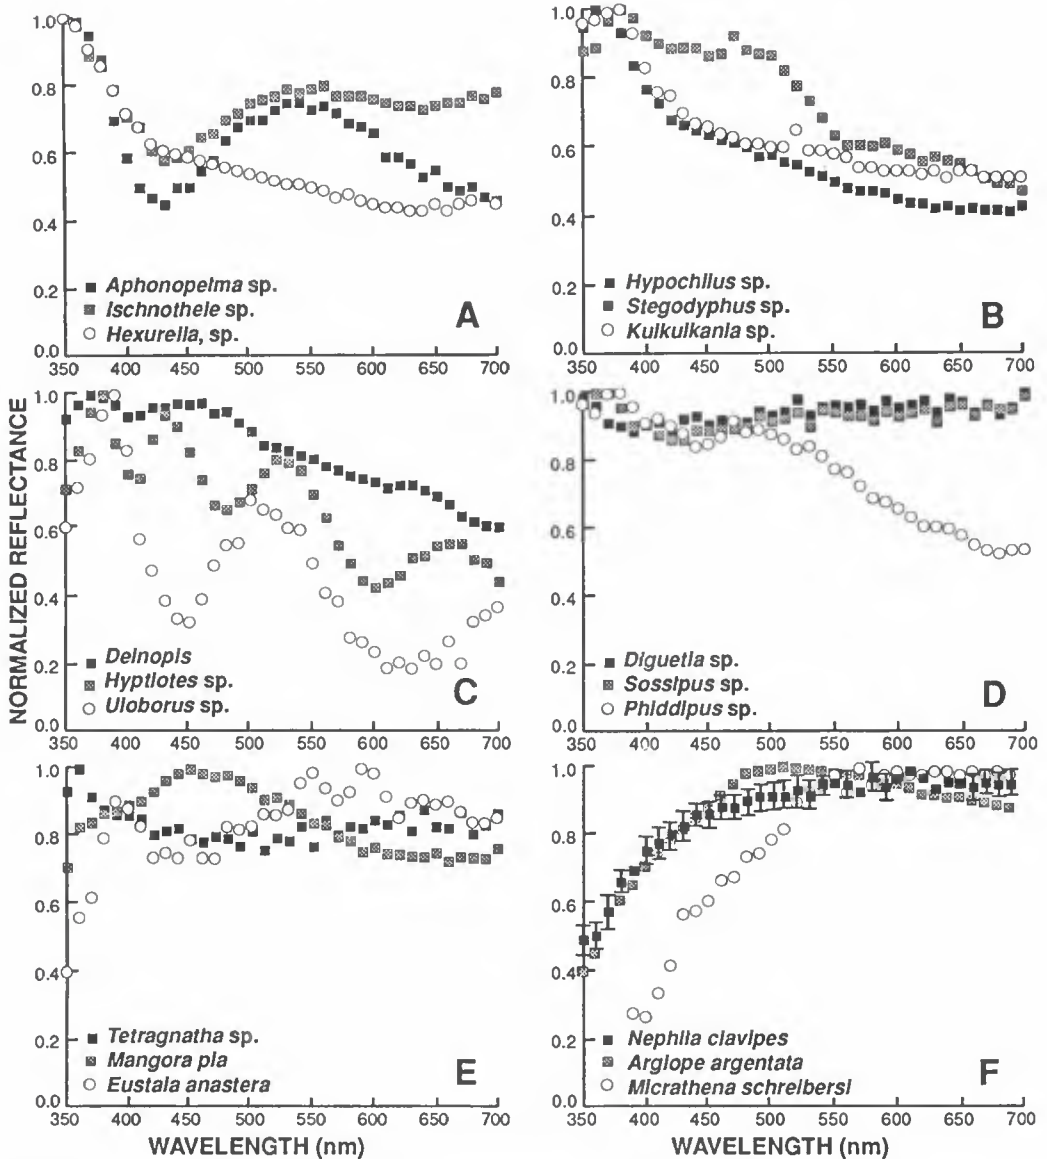 NORMALIZED REFLECTANCE
1.0
0.8
0.6
0.4
0.2
0.0
350 400 450 500 550 600 650 700
Aphonopelma sp.
Ischnothele sp.
Hexurella, sp.
A
1.0
0.8
0.6
0.4
0.2
0.0
350 400 450 500 550 600 650 700
Hypochilus sp.
Stegodyphus sp.
Kulkulkania sp.
B
1.0
0.8
0.6
0.4
0.2
0.0
350 400 450 500 550 600 650 700
Deinopis
Hyptiotes sp.
Uloborus sp.
C
1.0
0.8
0.6
0.4
0.2
0.0
350 400 450 500 550 600 650 700
Diguetia sp.
Sossipus sp.
Phiddipus sp.
D
1.0
0.8
0.6
0.4
0.2
0.0
350 400 450 500 550 600 650 700
Tetragnatha sp.
Mangora pia
Eustala anastera
E
WAVELENGTH (nm)
1.0
0.8
0.6
0.4
0.2
0.0
350 400 450 500 550 600 650 700
Nephila clavipes
Argiope argentata
Micrathena schreibersi
F
WAVELENGTH (nm)